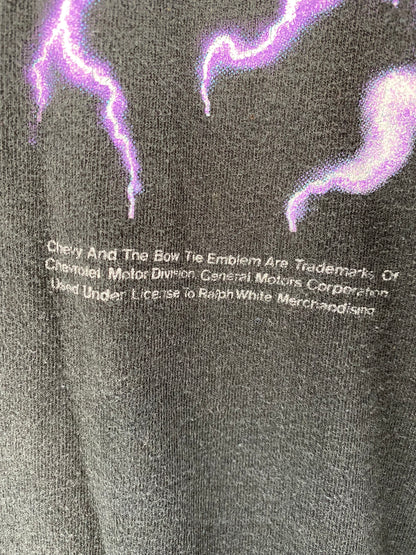 Chevy And The Bow Tie Emblem Are Trademarks Of
Chevrolet Motor Division, General Motors Corporation
Used Under License To Ralph White Merchandising